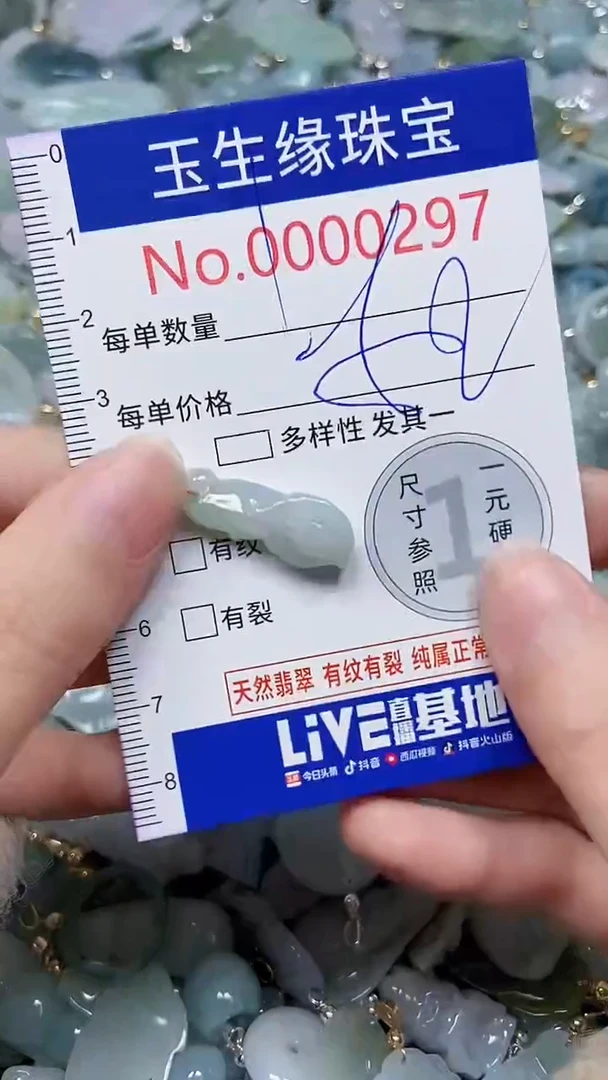 玉生缘珠宝
No.0000297
每单数量
每单价格
多样性 发其一
有纹
有裂
尺寸参照
1
一元硬
天然翡翠 有纹有裂 纯属正常
LiVE直播基地
今日头条 抖音 西瓜视频 抖音火山版
0
1
2
3
6
7
8